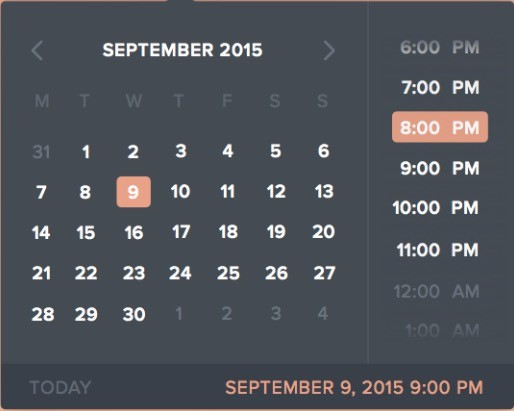 SEPTEMBER 2015
M T W T F S S
31 1 2 3 4 5 6
7 8 9 10 11 12 13
14 15 16 17 18 19 20
21 22 23 24 25 26 27
28 29 30 1 2 3 4
6:00 PM
7:00 PM
8:00 PM
9:00 PM
10:00 PM
11:00 PM
12:00 AM
1:00 AM
TODAY
SEPTEMBER 9, 2015 9:00 PM